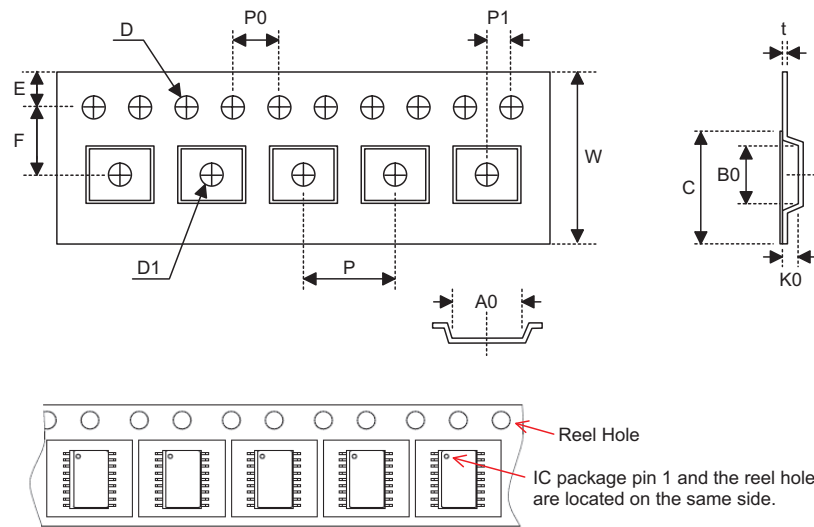 D
P0
P1
t
E
F
W
C
B0
D1
P
K0
A0
Reel Hole
IC package pin 1 and the reel hole
are located on the same side.